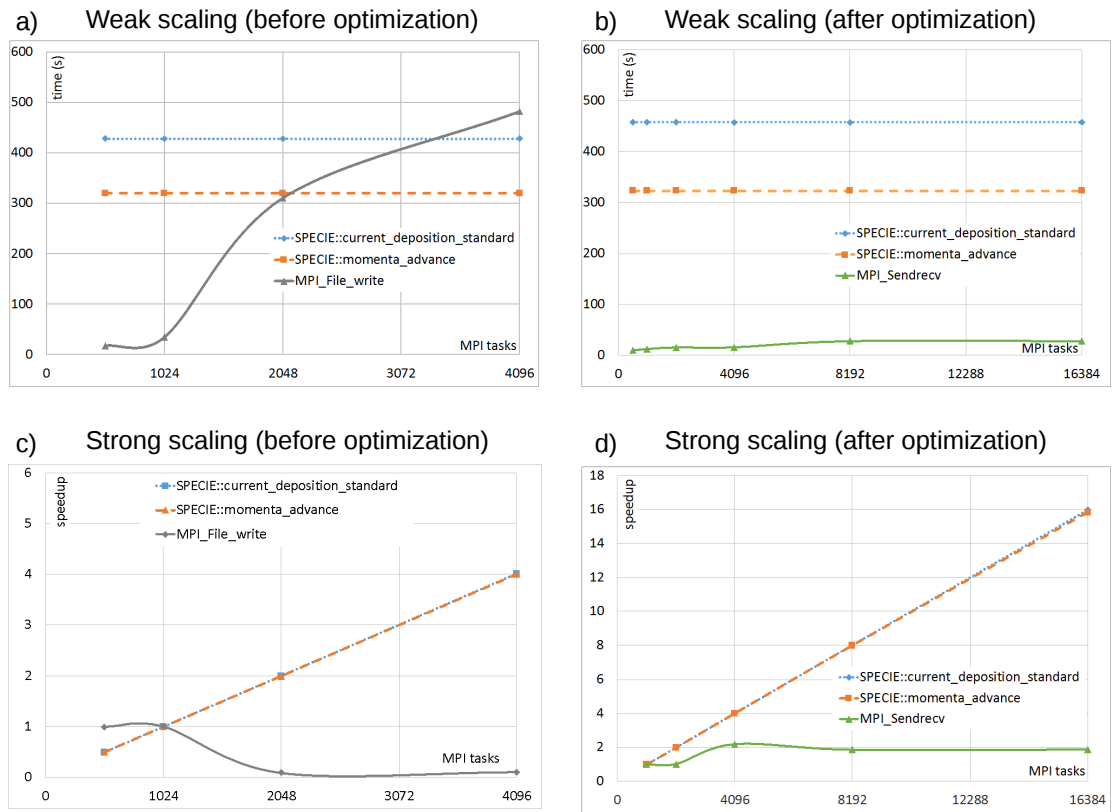 a) Weak scaling (before optimization)
600
500
400
300
200
100
0
time (s)
SPECIE::current_deposition_standard
SPECIE::momenta_advance
MPI_File_write
MPI tasks
0 1024 2048 3072 4096
b) Weak scaling (after optimization)
600
500
400
300
200
100
0
time (s)
SPECIE::current_deposition_standard
SPECIE::momenta_advance
MPI_Sendrecv
MPI tasks
0 4096 8192 12288 16384
c) Strong scaling (before optimization)
6
5
4
3
2
1
0
speedup
SPECIE::current_deposition_standard
SPECIE::momenta_advance
MPI_File_write
MPI tasks
0 1024 2048 3072 4096
d) Strong scaling (after optimization)
18
16
14
12
10
8
6
4
2
0
speedup
SPECIE::current_deposition_standard
SPECIE::momenta_advance
MPI_Sendrecv
MPI tasks
0 4096 8192 12288 16384